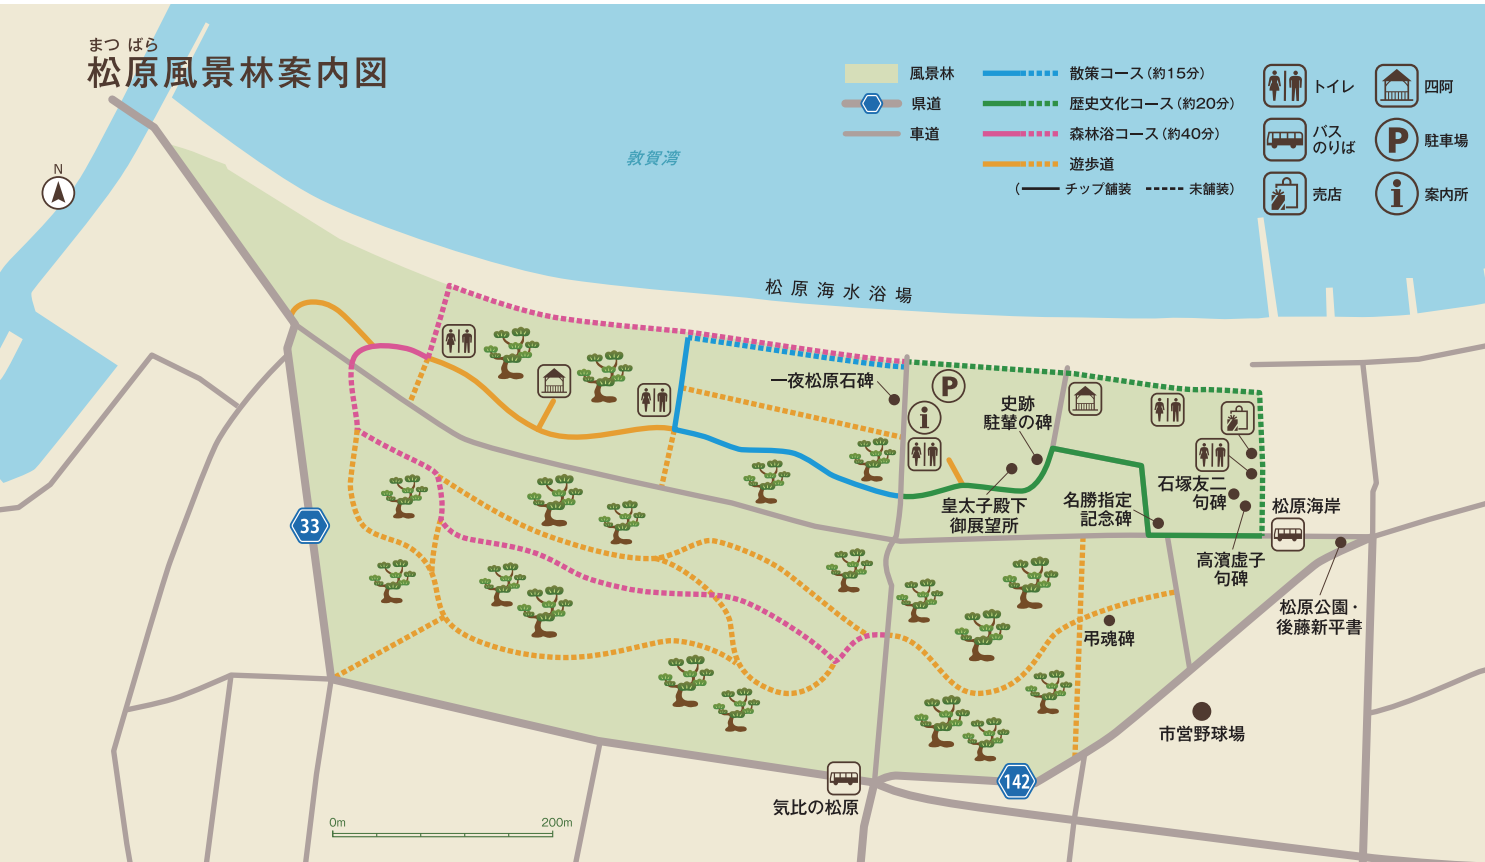 まつ ばら
松原風景林案内図
N
敦賀湾
風景林
県道
車道
散策コース(約15分)
歴史文化コース(約20分)
森林浴コース(約40分)
遊歩道
(チップ舗装 未舗装)
トイレ
四阿
バス
のりば
P
駐車場
売店
i
案内所
松原海水浴場
一夜松原石碑
P
i
史跡
駐輦の碑
皇太子殿下
御展望所
名勝指定
記念碑
石塚友二
句碑
高濱虚子
句碑
松原海岸
松原公園・
後藤新平書
弔魂碑
市営野球場
33
142
気比の松原
0m
200m